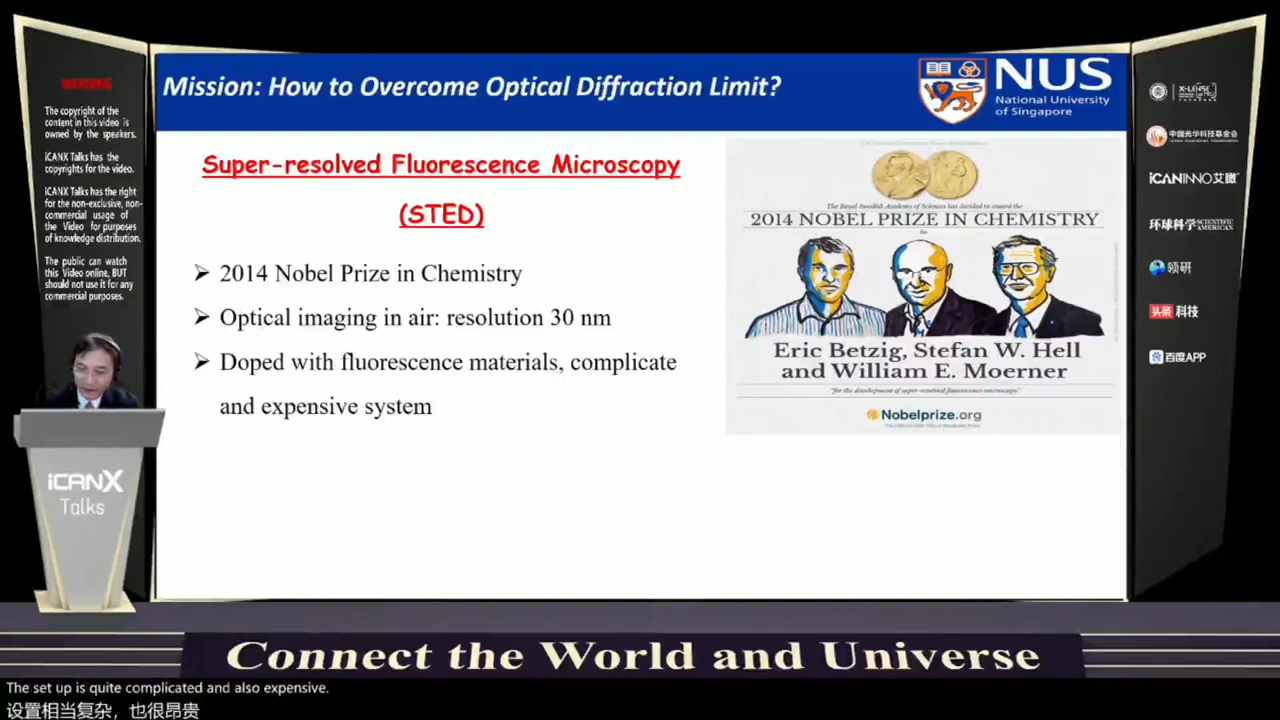 WARNING
The copyright of the
content in this video is
owned by the speakers.
iCANX Talks has the
copyrights for the video.
iCANX Talks has the right
for the non-exclusive, non-
commercial usage of
the Video for purposes
of knowledge distribution.
The public can watch
this Video online, BUT
should not use it for any
commercial purposes.
iCANX
Talks
Mission: How to Overcome Optical Diffraction Limit?
NUS
National University
of Singapore
Super-resolved Fluorescence Microscopy
(STED)
➢ 2014 Nobel Prize in Chemistry
➢ Optical imaging in air: resolution 30 nm
➢ Doped with fluorescence materials, complicate
and expensive system
The Royal Swedish Academy of Sciences has decided to award the
2014 NOBEL PRIZE IN CHEMISTRY
to
Eric Betzig, Stefan W. Hell
and William E. Moerner
"for the development of super-resolved fluorescence microscopy"
Nobelprize.org
中国光华科技基金会
iCANINNO艾瞰
环球科学 SCIENTIFIC AMERICAN
领研
头条 科技
百度APP
Connect the World and Universe
The set up is quite complicated and also expensive.
设置相当复杂，也很昂贵